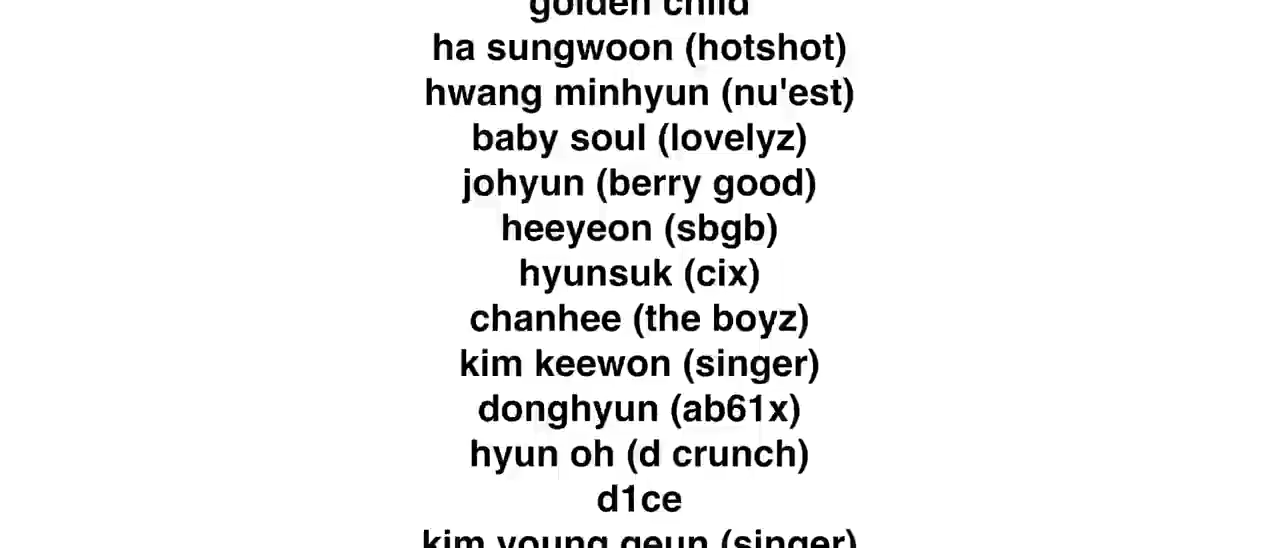 golden child
ha sungwoon (hotshot)
hwang minhyun (nu'est)
baby soul (lovelyz)
johyun (berry good)
heeyeon (sbgb)
hyunsuk (cix)
chanhee (the boyz)
kim keewon (singer)
donghyun (ab61x)
hyun oh (d crunch)
d1ce
kim young geun (singer)